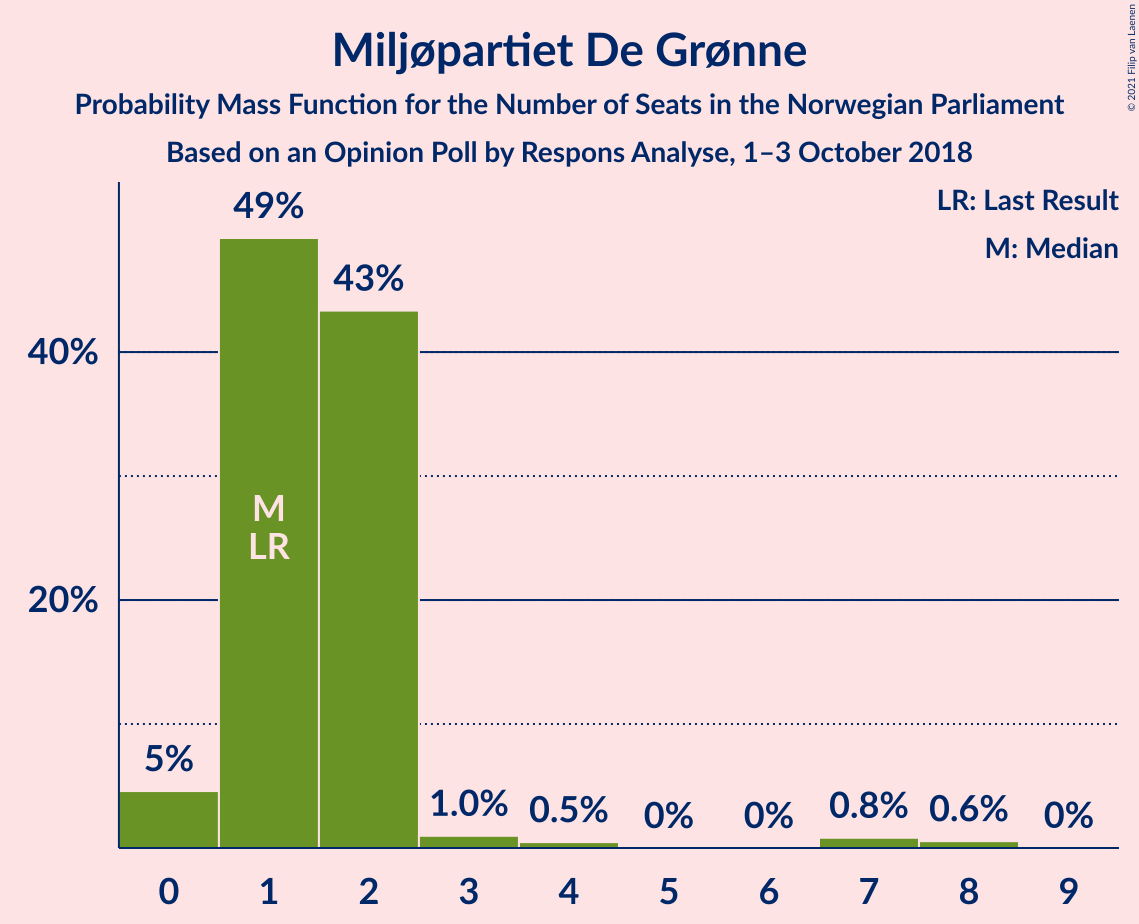 Miljøpartiet De Grønne
Probability Mass Function for the Number of Seats in the Norwegian Parliament
Based on an Opinion Poll by Respons Analyse, 1–3 October 2018
© 2021 Filip van Laenen
LR: Last Result
M: Median
49%
43%
40%
M
LR
20%
5%
1.0%
0.5%
0%
0%
0.8%
0.6%
0%
0 1 2 3 4 5 6 7 8 9